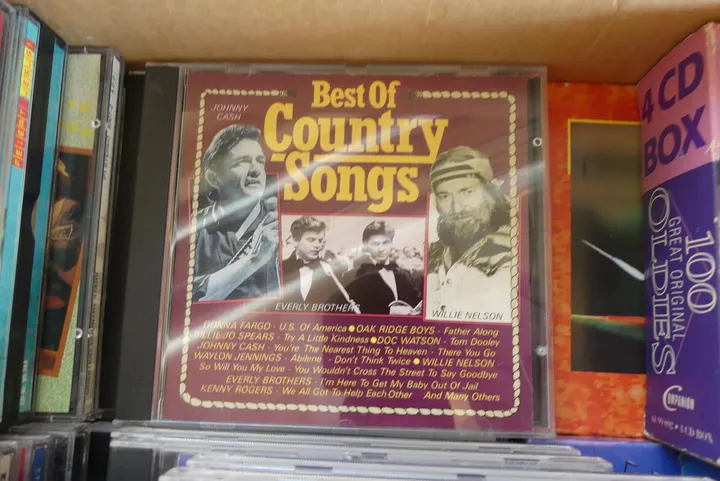 JOHNNY
CASH
Best Of
Country
Songs
EVERLY BROTHERS
WILLIE NELSON
DONNA FARGO - U.S. Of America ● OAK RIDGE BOYS - Father Along
BILLIE JO SPEARS - Try A Little Kindness ● DOC WATSON - Tom Dooley
JOHNNY CASH - You're The Nearest Thing To Heaven - There You Go
WAYLON JENNINGS - Abilene - Don't Think Twice ● WILLIE NELSON -
So Will You My Love - You Wouldn't Cross The Street To Say Goodbye
EVERLY BROTHERS - I'm Here To Get My Baby Out Of Jail
KENNY ROGERS - We All Got To Help Each Other And Many Others
4 CD
BOX
100
GREAT ORIGINAL
OLDIES
COMPANION
4 CD BOX